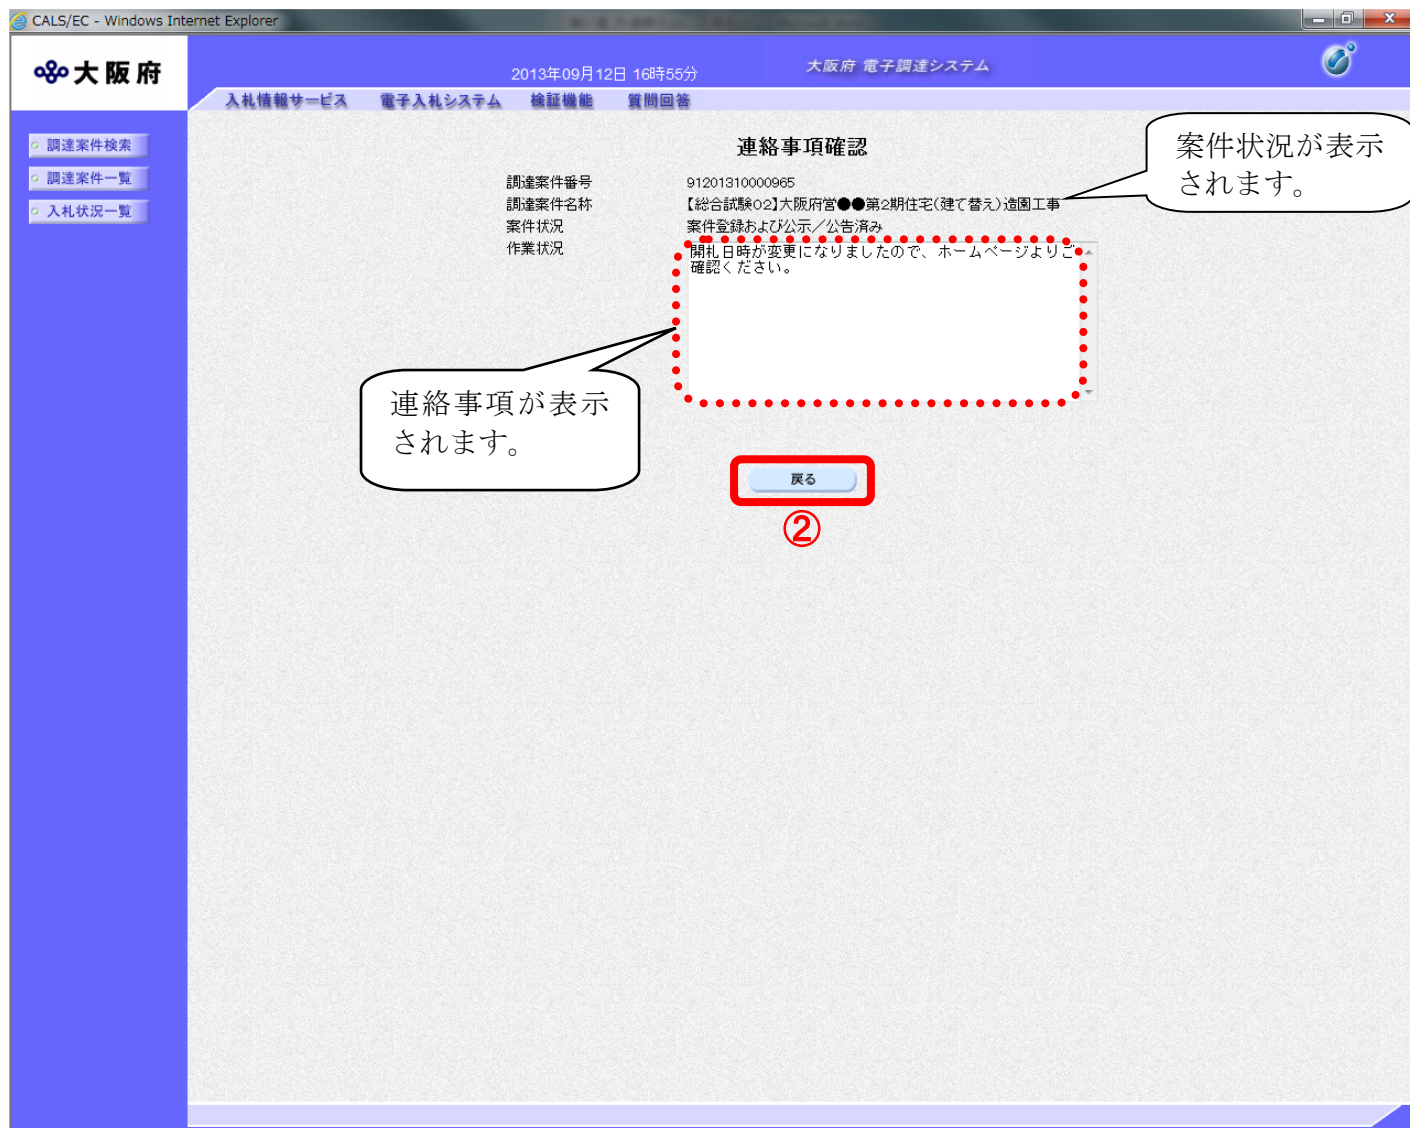 CALS/EC - Windows Internet Explorer
大阪府
2013年09月12日 16時55分
大阪府 電子調達システム
入札情報サービス 電子入札システム 検証機能 質問回答
調達案件検索
調達案件一覧
入札状況一覧
連絡事項確認
案件状況が表示
されます。
調達案件番号 91201310000965
調達案件名称 【総合試験02】大阪府営●●第2期住宅(建て替え)造園工事
案件状況 案件登録および公示／公告済み
作業状況 開札日時が変更になりましたので、ホームページよりご
確認ください。
連絡事項が表示
されます。
戻る
②